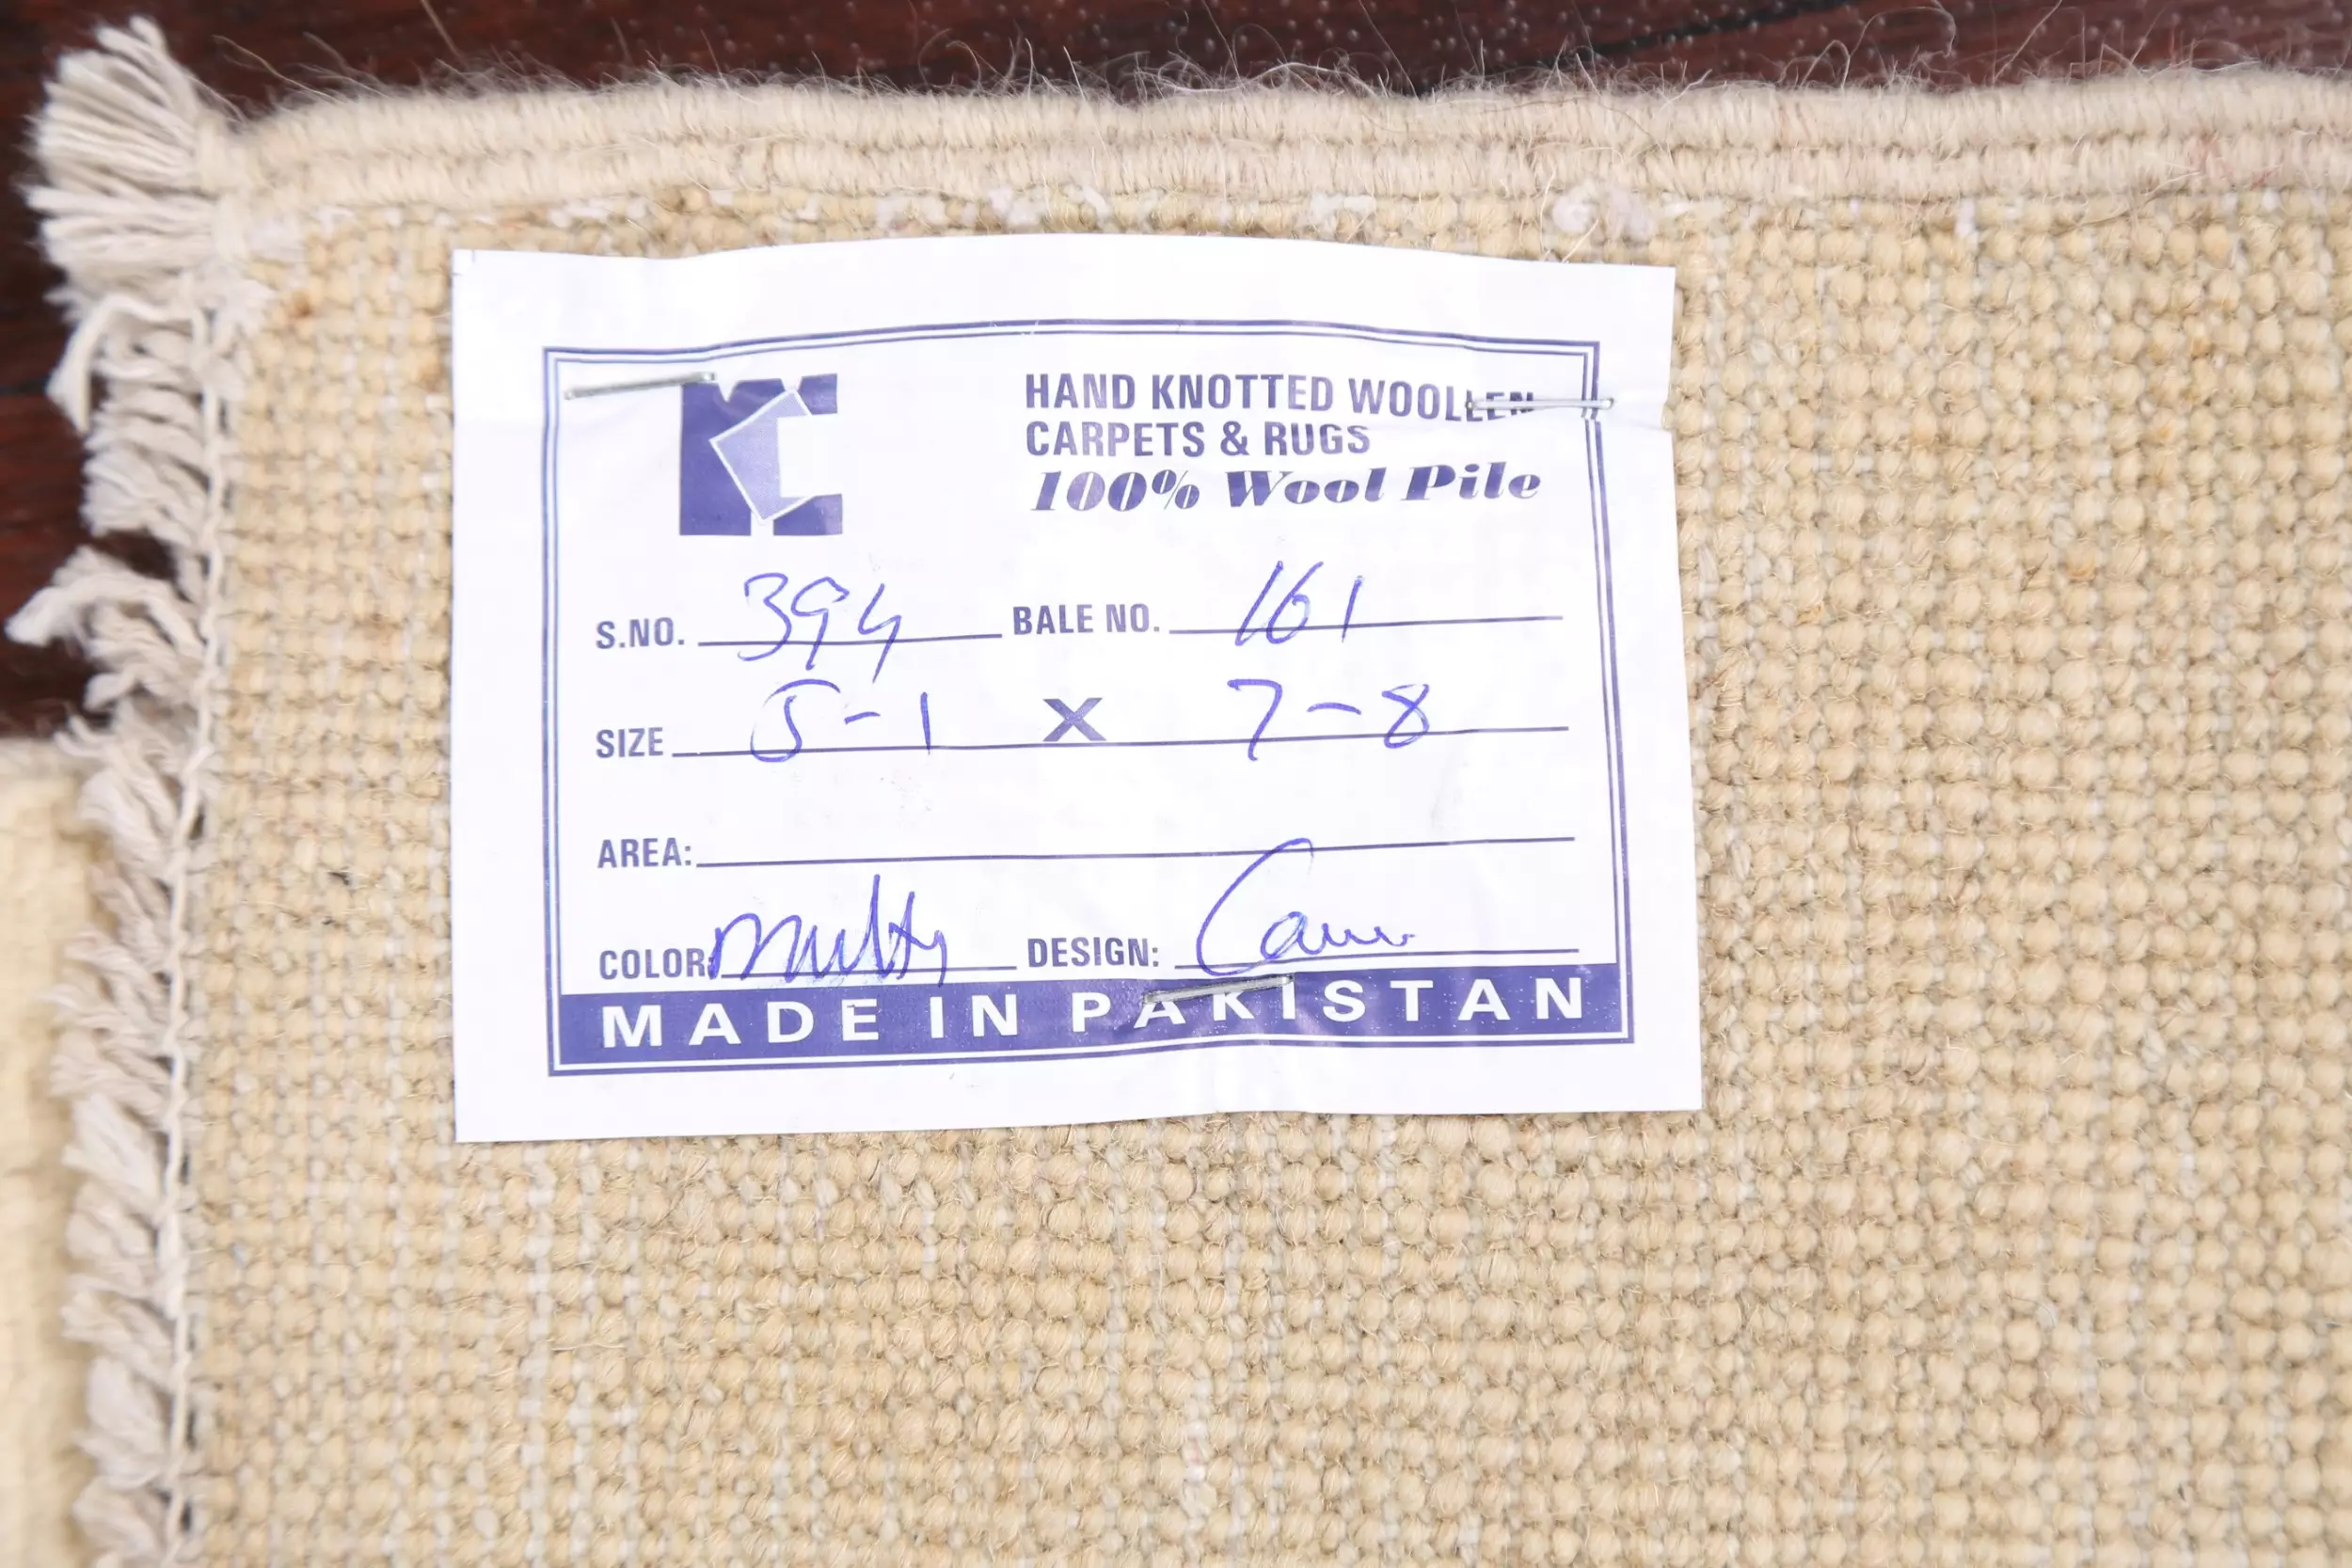 HAND KNOTTED WOOLLEN
CARPETS & RUGS
100% Wool Pile
S.NO. 394 BALE NO. 161
SIZE 5-1 X 7-8
AREA:
COLOR: Multy DESIGN:
MADE IN PAKISTAN